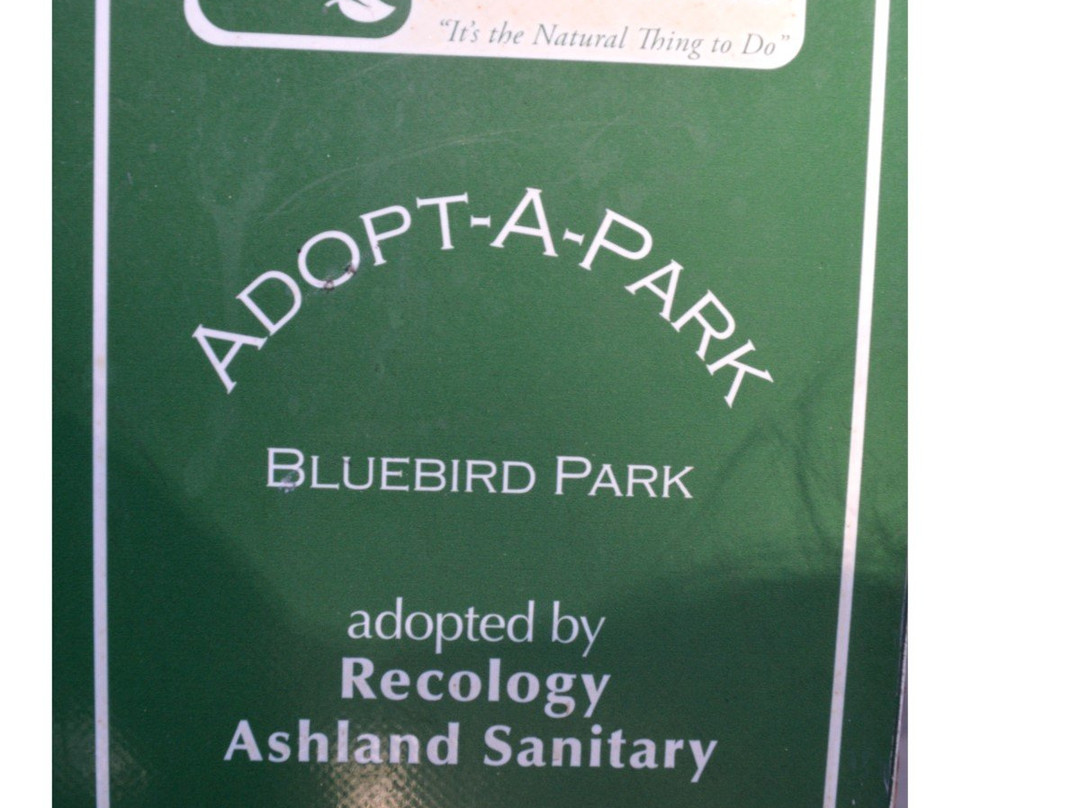 “It's the Natural Thing to Do”
ADOPT-A-PARK
BLUEBIRD PARK
adopted by
Recology
Ashland Sanitary